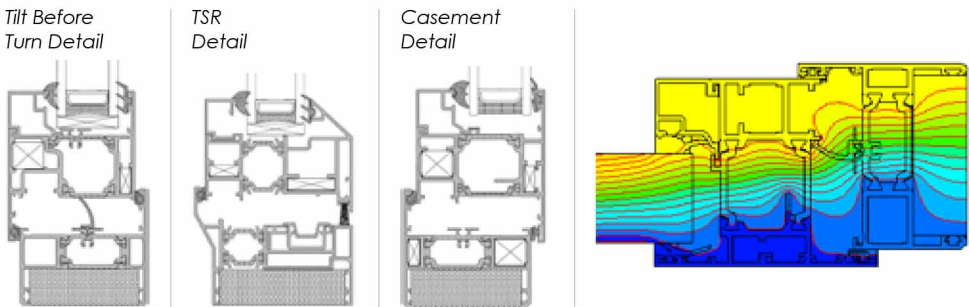 Tilt Before
Turn Detail
TSR
Detail
Casement
Detail